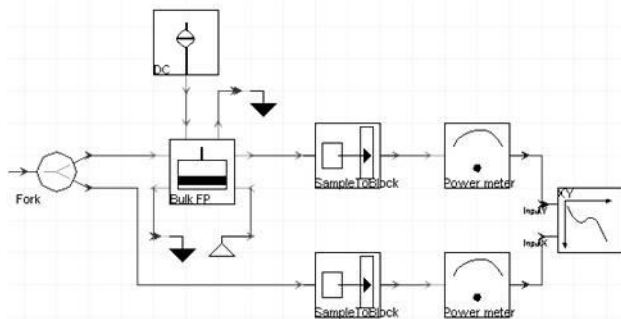 DC
Fork
Bulk FP
SampleToBlock
Power meter
XY
InputY
InputX
SampleToBlock
Power meter